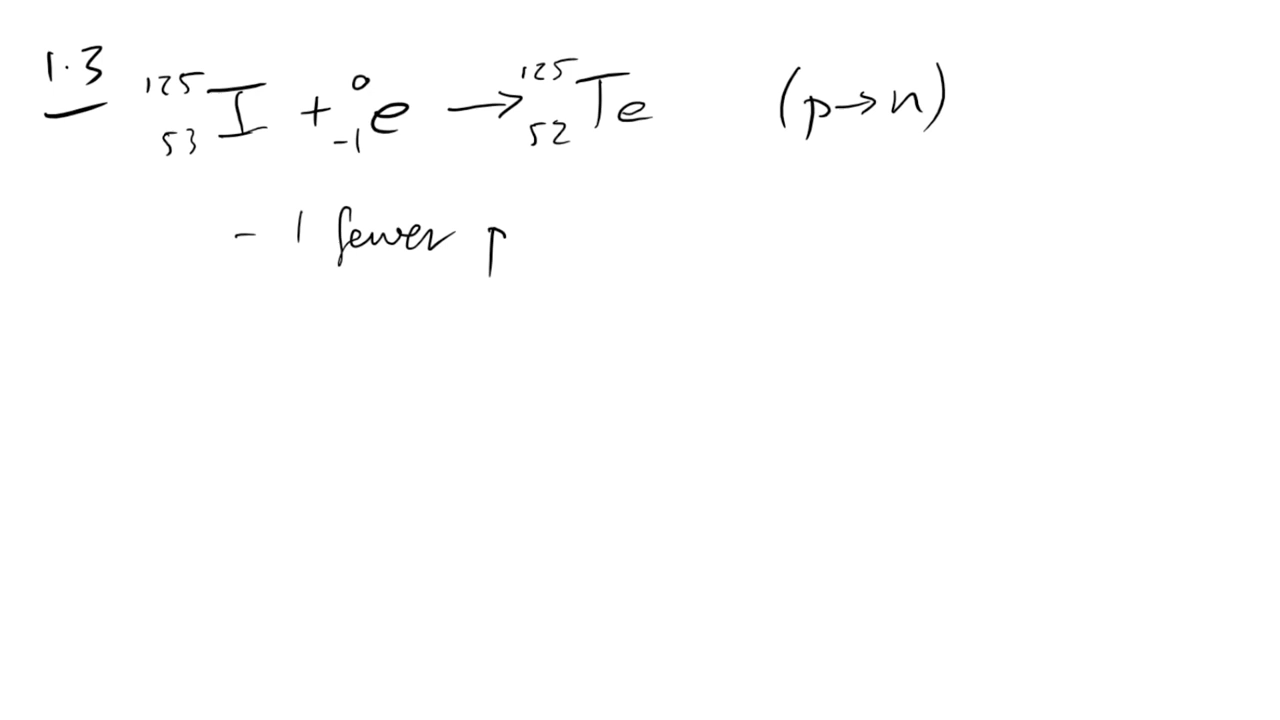 1.3 ¹²⁵₅₃I + ⁰₋₁e → ¹²⁵₅₂Te (p→n)
- 1 fewer p